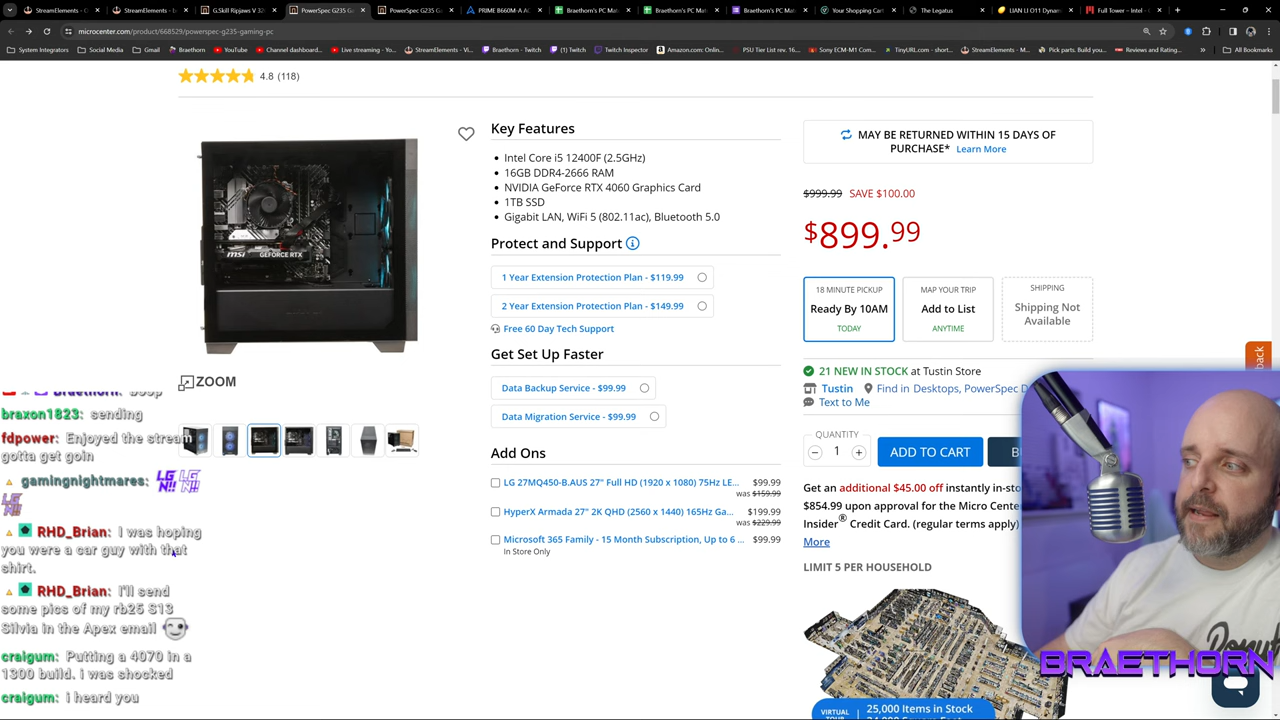 StreamElements -
StreamElements - I
G.Skill Ripjaws V 32
PowerSpec G235 Ga
PowerSpec G235 Ga
PRIME B660M-A AC
Braethorn's PC Ma
Braethorn's PC Ma
Braethorn's PC Mat
Your Shopping Cart
The Legatus
LIAN LI O11 Dynam
Full Tower – Intel -
microcenter.com/product/668529/powerspec-g235-gaming-pc
System Integrators
Social Media
Gmail
Braethorn
YouTube
Channel dashboard...
Live streaming - Yo...
StreamElements - Vi...
Braethorn - Twitch
(1) Twitch
Twitch Inspector
Amazon.com: Onlin...
PSU Tier List rev. 16...
Sony ECM-M1 Com...
TinyURL.com - short...
StreamElements - M...
Pick parts. Build you...
Reviews and Rating...
All Bookmarks
4.8 (118)
Key Features
Intel Core i5 12400F (2.5GHz)
16GB DDR4-2666 RAM
NVIDIA GeForce RTX 4060 Graphics Card
1TB SSD
Gigabit LAN, WiFi 5 (802.11ac), Bluetooth 5.0
Protect and Support
1 Year Extension Protection Plan - $119.99
2 Year Extension Protection Plan - $149.99
Free 60 Day Tech Support
Get Set Up Faster
Data Backup Service - $99.99
Data Migration Service - $99.99
Add Ons
LG 27MQ450-B.AUS 27" Full HD (1920 x 1080) 75Hz LE... $99.99
was $159.99
HyperX Armada 27" 2K QHD (2560 x 1440) 165Hz Ga... $199.99
was $229.99
Microsoft 365 Family - 15 Month Subscription, Up to 6 ... $99.99
In Store Only
MAY BE RETURNED WITHIN 15 DAYS OF
PURCHASE* Learn More
$999.99 SAVE $100.00
$899.99
18 MINUTE PICKUP
Ready By 10AM
TODAY
MAP YOUR TRIP
Add to List
ANYTIME
SHIPPING
Shipping Not
Available
21 NEW IN STOCK at Tustin Store
Tustin Find in Desktops, PowerSpec D
Text to Me
back
QUANTITY
1
ADD TO CART
B
Get an additional $45.00 off instantly in-sto
$854.99 upon approval for the Micro Cente
Insider® Credit Card. (regular terms apply)
More
LIMIT 5 PER HOUSEHOLD
VIRTUAL
TOUR
25,000 Items in Stock
msi
GEFORCE RTX
ZOOM
Braethorn: Boop
braxon1823: sending
fdpower: Enjoyed the stream
gotta get goin
gamingnightmares: LG N!! LG N!!
LG N!!
RHD_Brian: I was hoping
you were a car guy with that
shirt.
RHD_Brian: I'll send
some pics of my rb25 S13
Silvia in the Apex email
craigum: Putting a 4070 in a
1300 build. i was shocked
craigum: i heard you
BRAETHORN